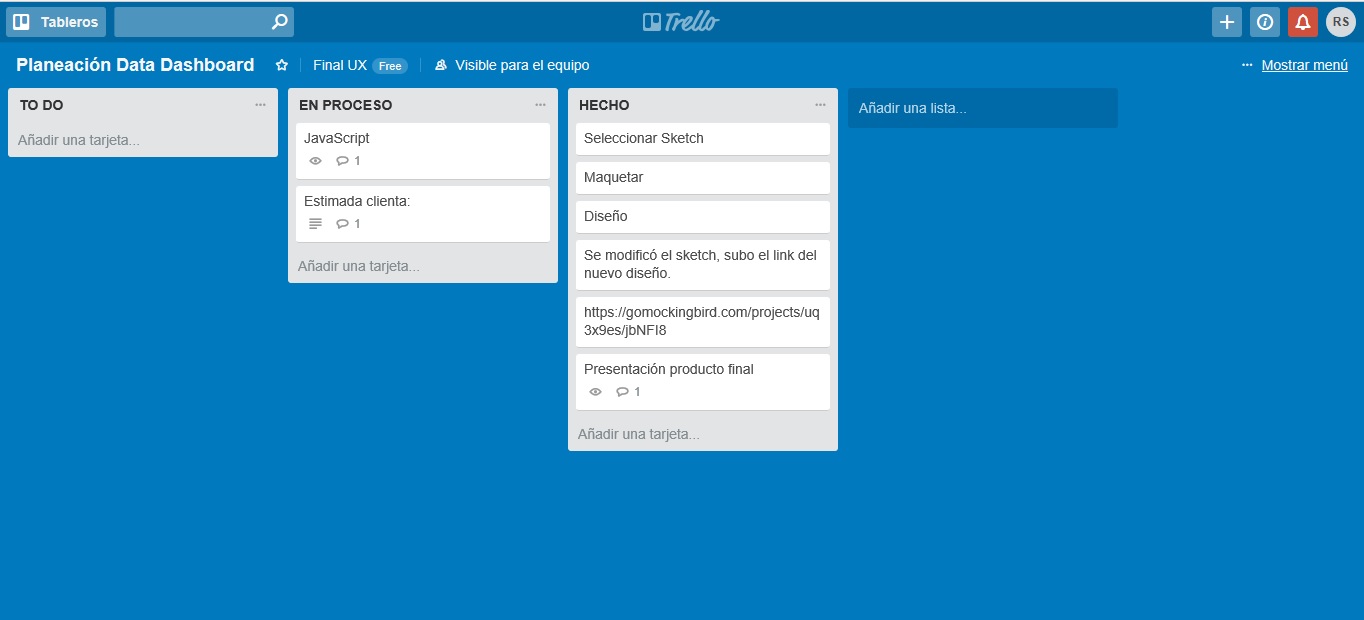 Tableros
Trello
RS
Planeación Data Dashboard
Final UX Free
Visible para el equipo
··· Mostrar menú
TO DO ···
Añadir una tarjeta...
EN PROCESO ···
JavaScript
1
Estimada clienta:
1
Añadir una tarjeta...
HECHO ···
Seleccionar Sketch
Maquetar
Diseño
Se modificó el sketch, subo el link del
nuevo diseño.
https://gomockingbird.com/projects/uq
3x9es/jbNFI8
Presentación producto final
1
Añadir una tarjeta...
Añadir una lista...